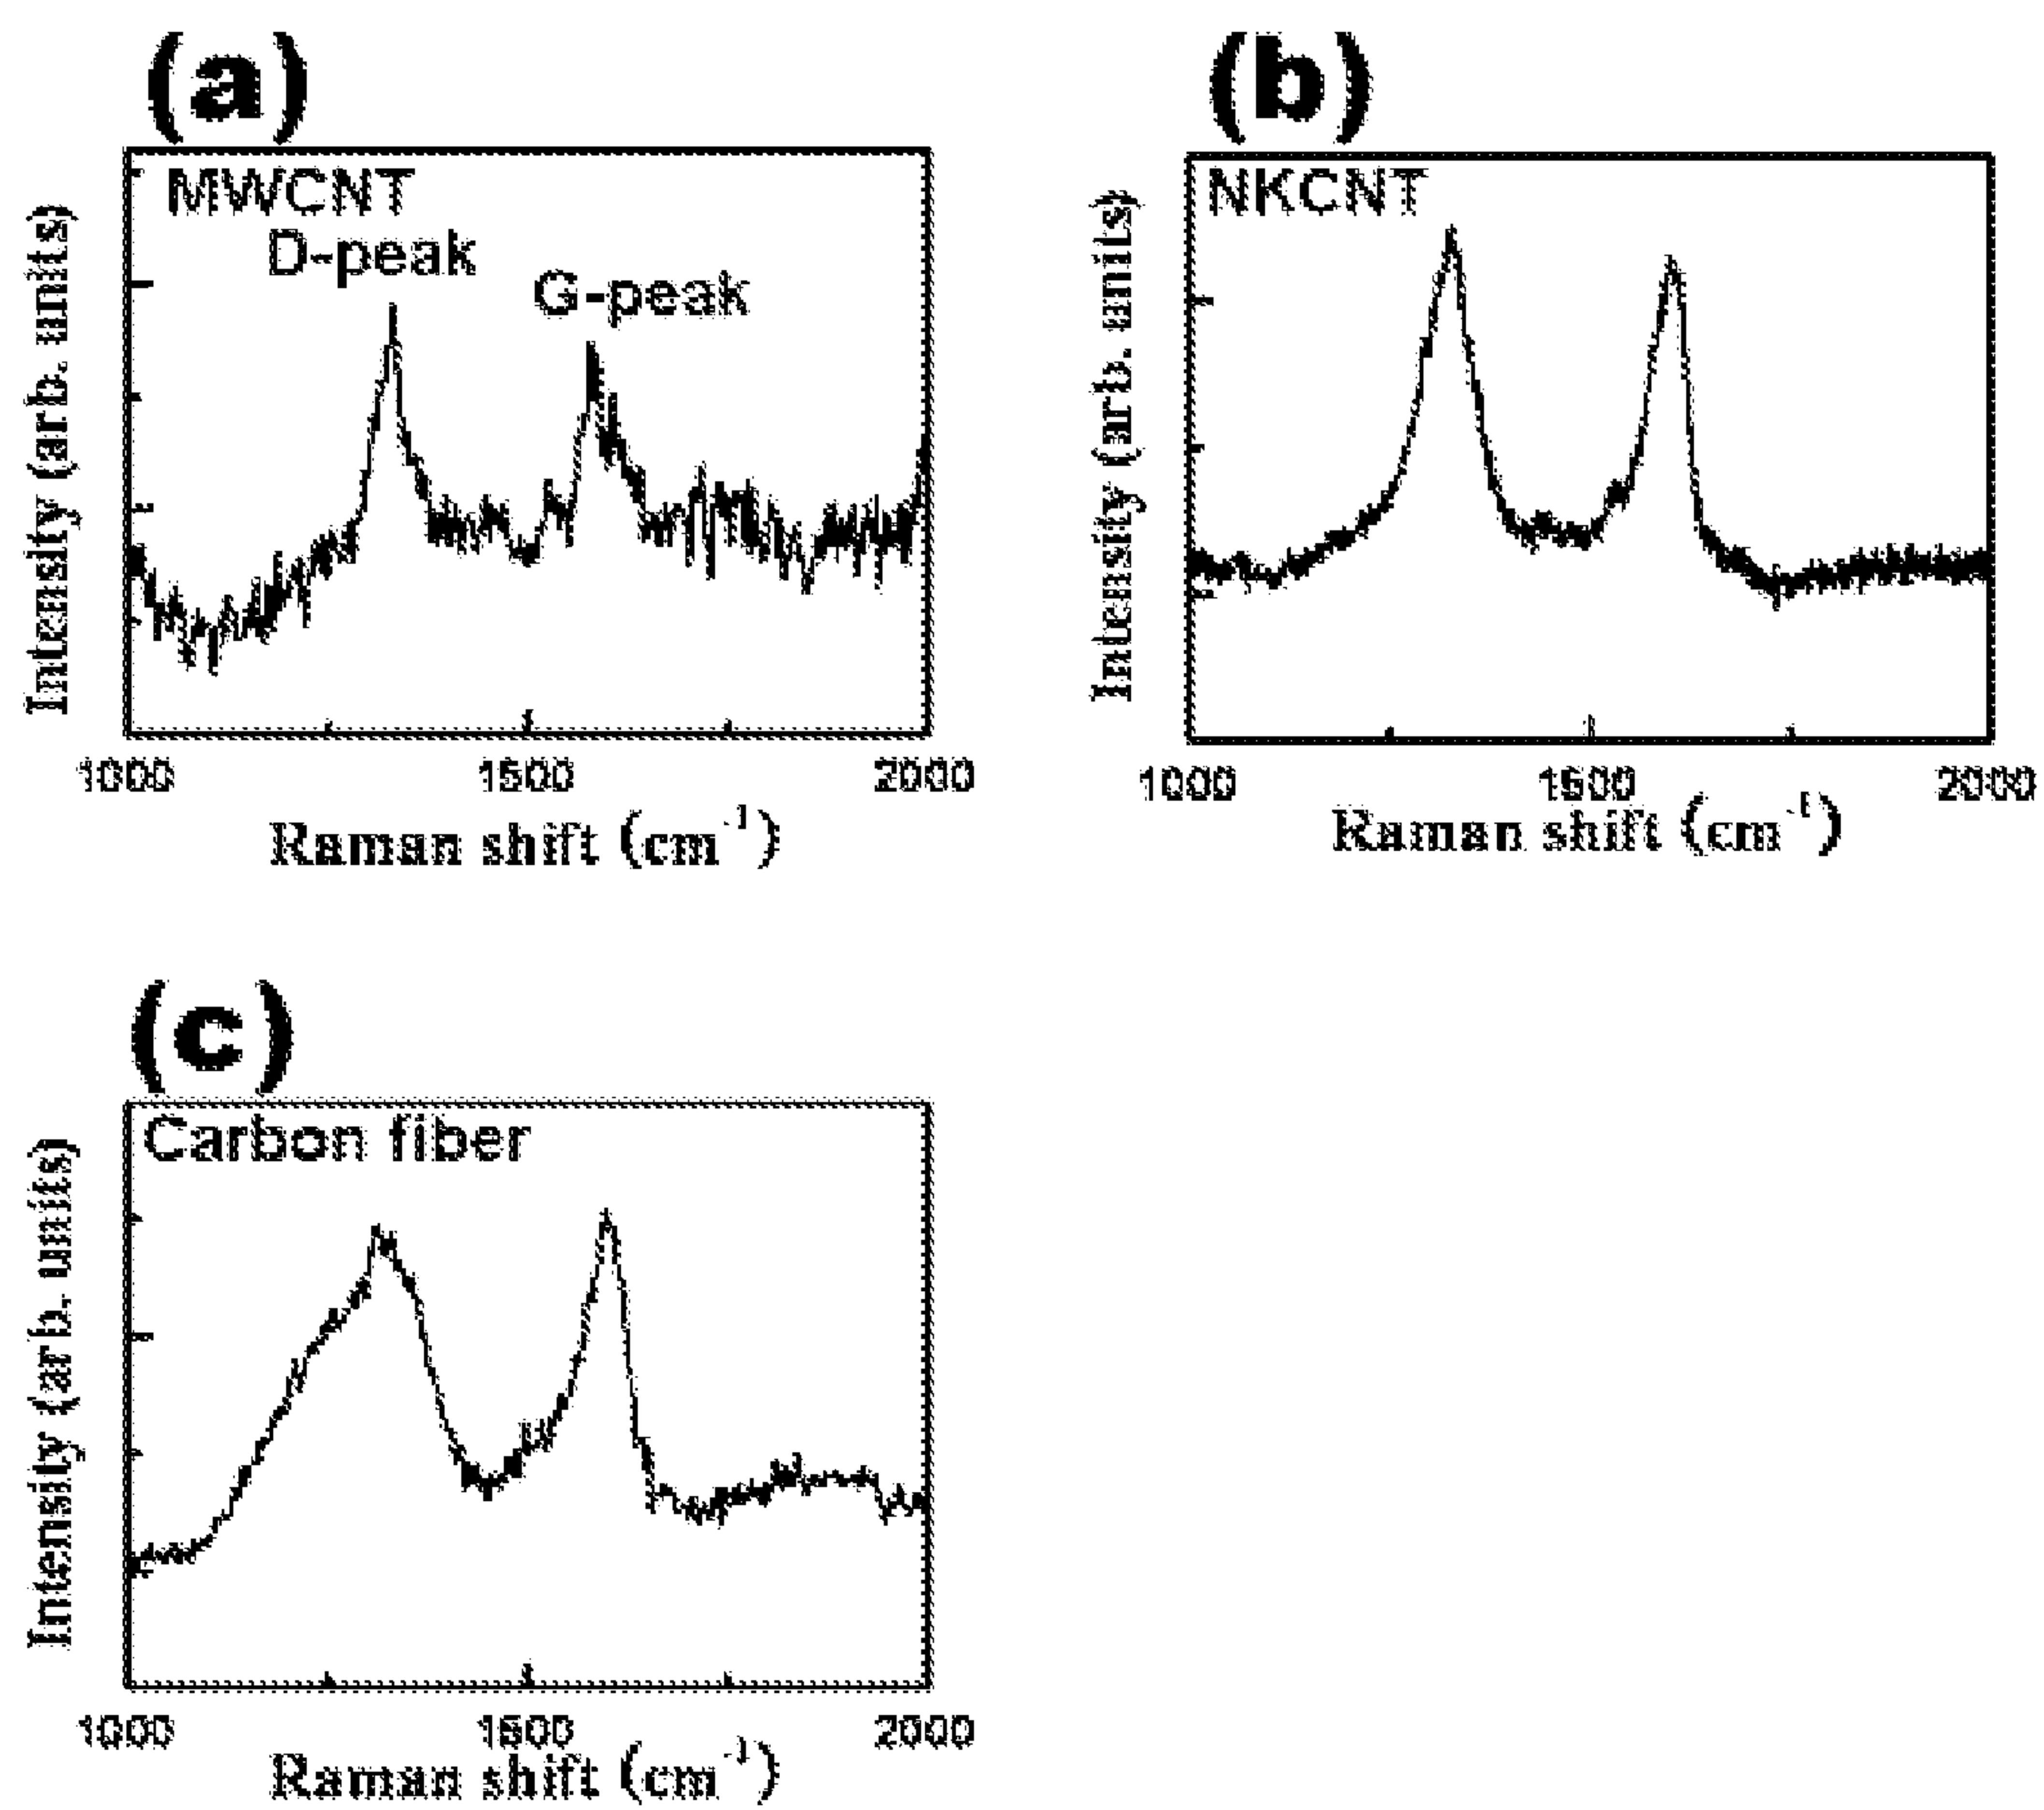 (a)
MWCNT
D-peak
G-peak
Intensity (arb. units)
1000 1500 2000
Raman shift (cm-1)
(b)
NKCNT
Intensity (arb. units)
1000 1500 2000
Raman shift (cm-1)
(c)
Carbon fiber
Intensity (arb. units)
1000 1500 2000
Raman shift (cm-1)